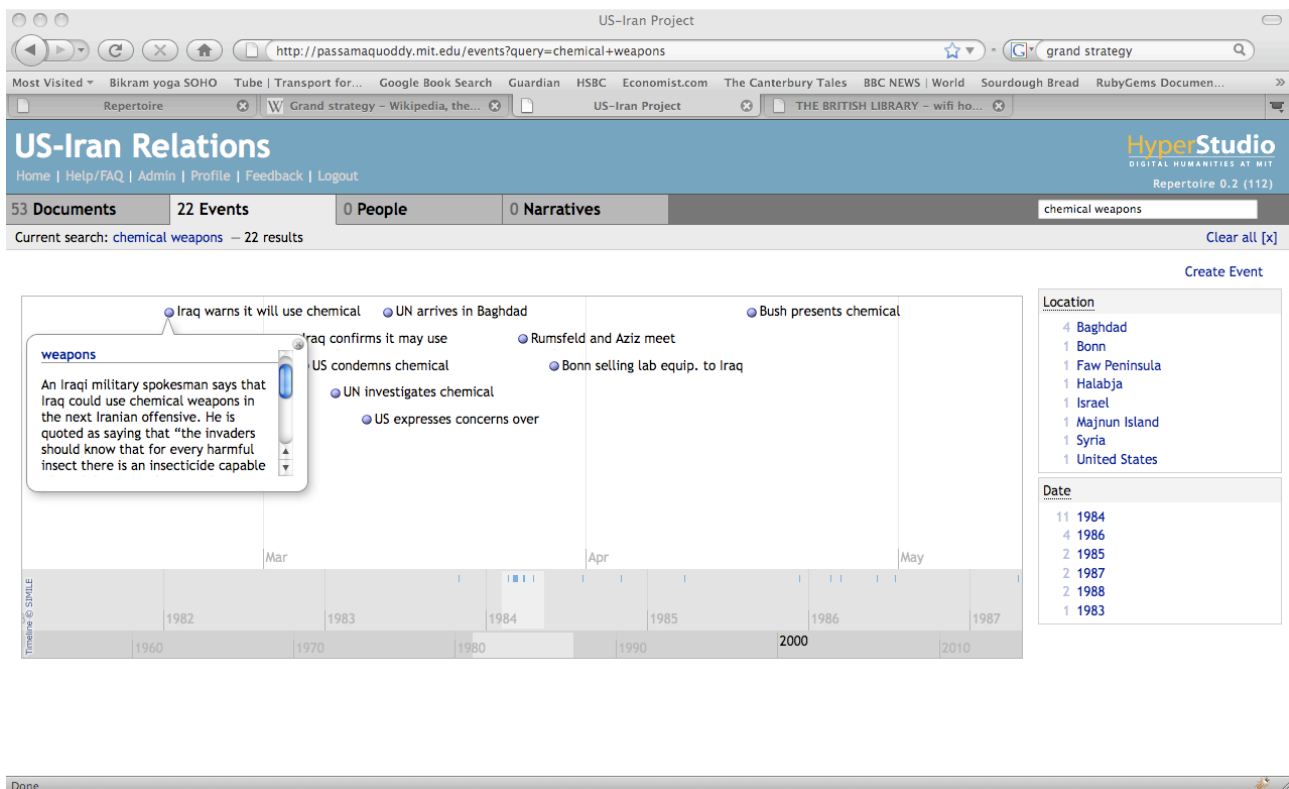 US-Iran Project
http://passamaquoddy.mit.edu/events?query=chemical+weapons
grand strategy
Most Visited Bikram yoga SOHO Tube | Transport for... Google Book Search Guardian HSBC Economist.com The Canterbury Tales BBC NEWS | World Sourdough Bread RubyGems Documen... »
Repertoire W Grand strategy - Wikipedia, the... US-Iran Project THE BRITISH LIBRARY - wifi ho...
US-Iran Relations
HyperStudio
DIGITAL HUMANITIES AT MIT
Home | Help/FAQ | Admin | Profile | Feedback | Logout
Repertoire 0.2 (112)
53 Documents 22 Events 0 People 0 Narratives chemical weapons
Current search: chemical weapons — 22 results Clear all [x]
Create Event
Iraq warns it will use chemical UN arrives in Baghdad Bush presents chemical
raq confirms it may use Rumsfeld and Aziz meet
US condemns chemical Bonn selling lab equip. to Iraq
UN investigates chemical
US expresses concerns over
weapons
An Iraqi military spokesman says that
Iraq could use chemical weapons in
the next Iranian offensive. He is
quoted as saying that “the invaders
should know that for every harmful
insect there is an insecticide capable
Mar Apr May
1982 1983 1984 1985 1986 1987
1960 1970 1980 1990 2000 2010
Timeline © SIMILE
Location
4 Baghdad
1 Bonn
1 Faw Peninsula
1 Halabja
1 Israel
1 Majnun Island
1 Syria
1 United States
Date
11 1984
4 1986
2 1985
2 1987
2 1988
1 1983
Done